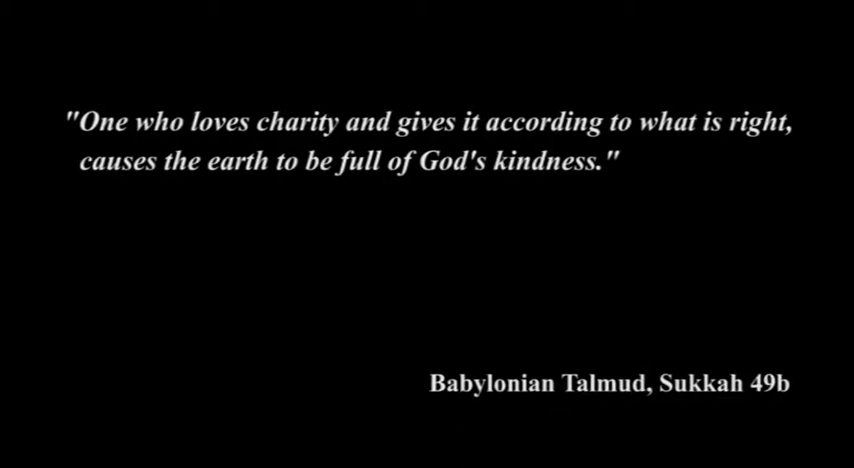 "One who loves charity and gives it according to what is right,
causes the earth to be full of God's kindness."
Babylonian Talmud, Sukkah 49b